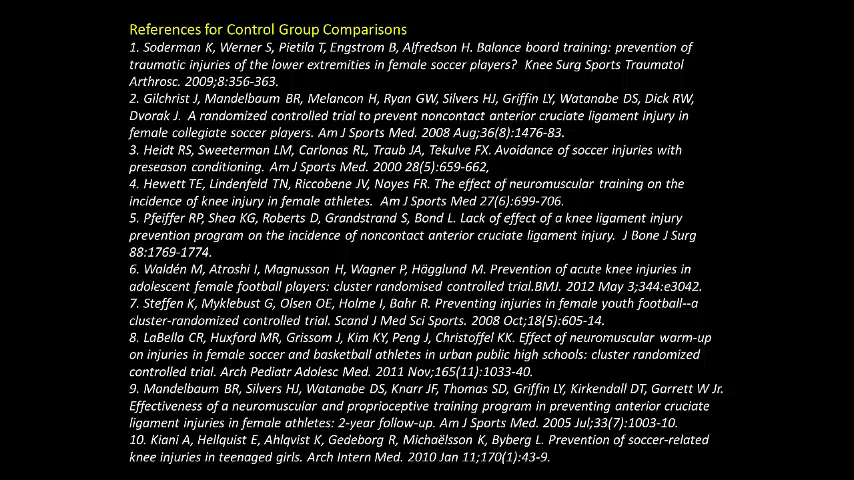 References for Control Group Comparisons
1. Soderman K, Werner S, Pietila T, Engstrom B, Alfredson H. Balance board training: prevention of
traumatic injuries of the lower extremities in female soccer players?  Knee Surg Sports Traumatol
Arthrosc. 2009;8:356-363.
2. Gilchrist J, Mandelbaum BR, Melancon H, Ryan GW, Silvers HJ, Griffin LY, Watanabe DS, Dick RW,
Dvorak J.  A randomized controlled trial to prevent noncontact anterior cruciate ligament injury in
female collegiate soccer players. Am J Sports Med. 2008 Aug;36(8):1476-83.
3. Heidt RS, Sweeterman LM, Carlonas RL, Traub JA, Tekulve FX. Avoidance of soccer injuries with
preseason conditioning. Am J Sports Med. 2000 28(5):659-662,
4. Hewett TE, Lindenfeld TN, Riccobene JV, Noyes FR. The effect of neuromuscular training on the
incidence of knee injury in female athletes.  Am J Sports Med 27(6):699-706.
5. Pfeiffer RP, Shea KG, Roberts D, Grandstrand S, Bond L. Lack of effect of a knee ligament injury
prevention program on the incidence of noncontact anterior cruciate ligament injury.  J Bone J Surg
88:1769-1774.
6. Waldén M, Atroshi I, Magnusson H, Wagner P, Hägglund M. Prevention of acute knee injuries in
adolescent female football players: cluster randomised controlled trial.BMJ. 2012 May 3;344:e3042.
7. Steffen K, Myklebust G, Olsen OE, Holme I, Bahr R. Preventing injuries in female youth football--a
cluster-randomized controlled trial. Scand J Med Sci Sports. 2008 Oct;18(5):605-14.
8. LaBella CR, Huxford MR, Grissom J, Kim KY, Peng J, Christoffel KK. Effect of neuromuscular warm-up
on injuries in female soccer and basketball athletes in urban public high schools: cluster randomized
controlled trial. Arch Pediatr Adolesc Med. 2011 Nov;165(11):1033-40.
9. Mandelbaum BR, Silvers HJ, Watanabe DS, Knarr JF, Thomas SD, Griffin LY, Kirkendall DT, Garrett W Jr.
Effectiveness of a neuromuscular and proprioceptive training program in preventing anterior cruciate
ligament injuries in female athletes: 2-year follow-up. Am J Sports Med. 2005 Jul;33(7):1003-10.
10. Kiani A, Hellquist E, Ahlqvist K, Gedeborg R, Michaëlsson K, Byberg L. Prevention of soccer-related
knee injuries in teenaged girls. Arch Intern Med. 2010 Jan 11;170(1):43-9.